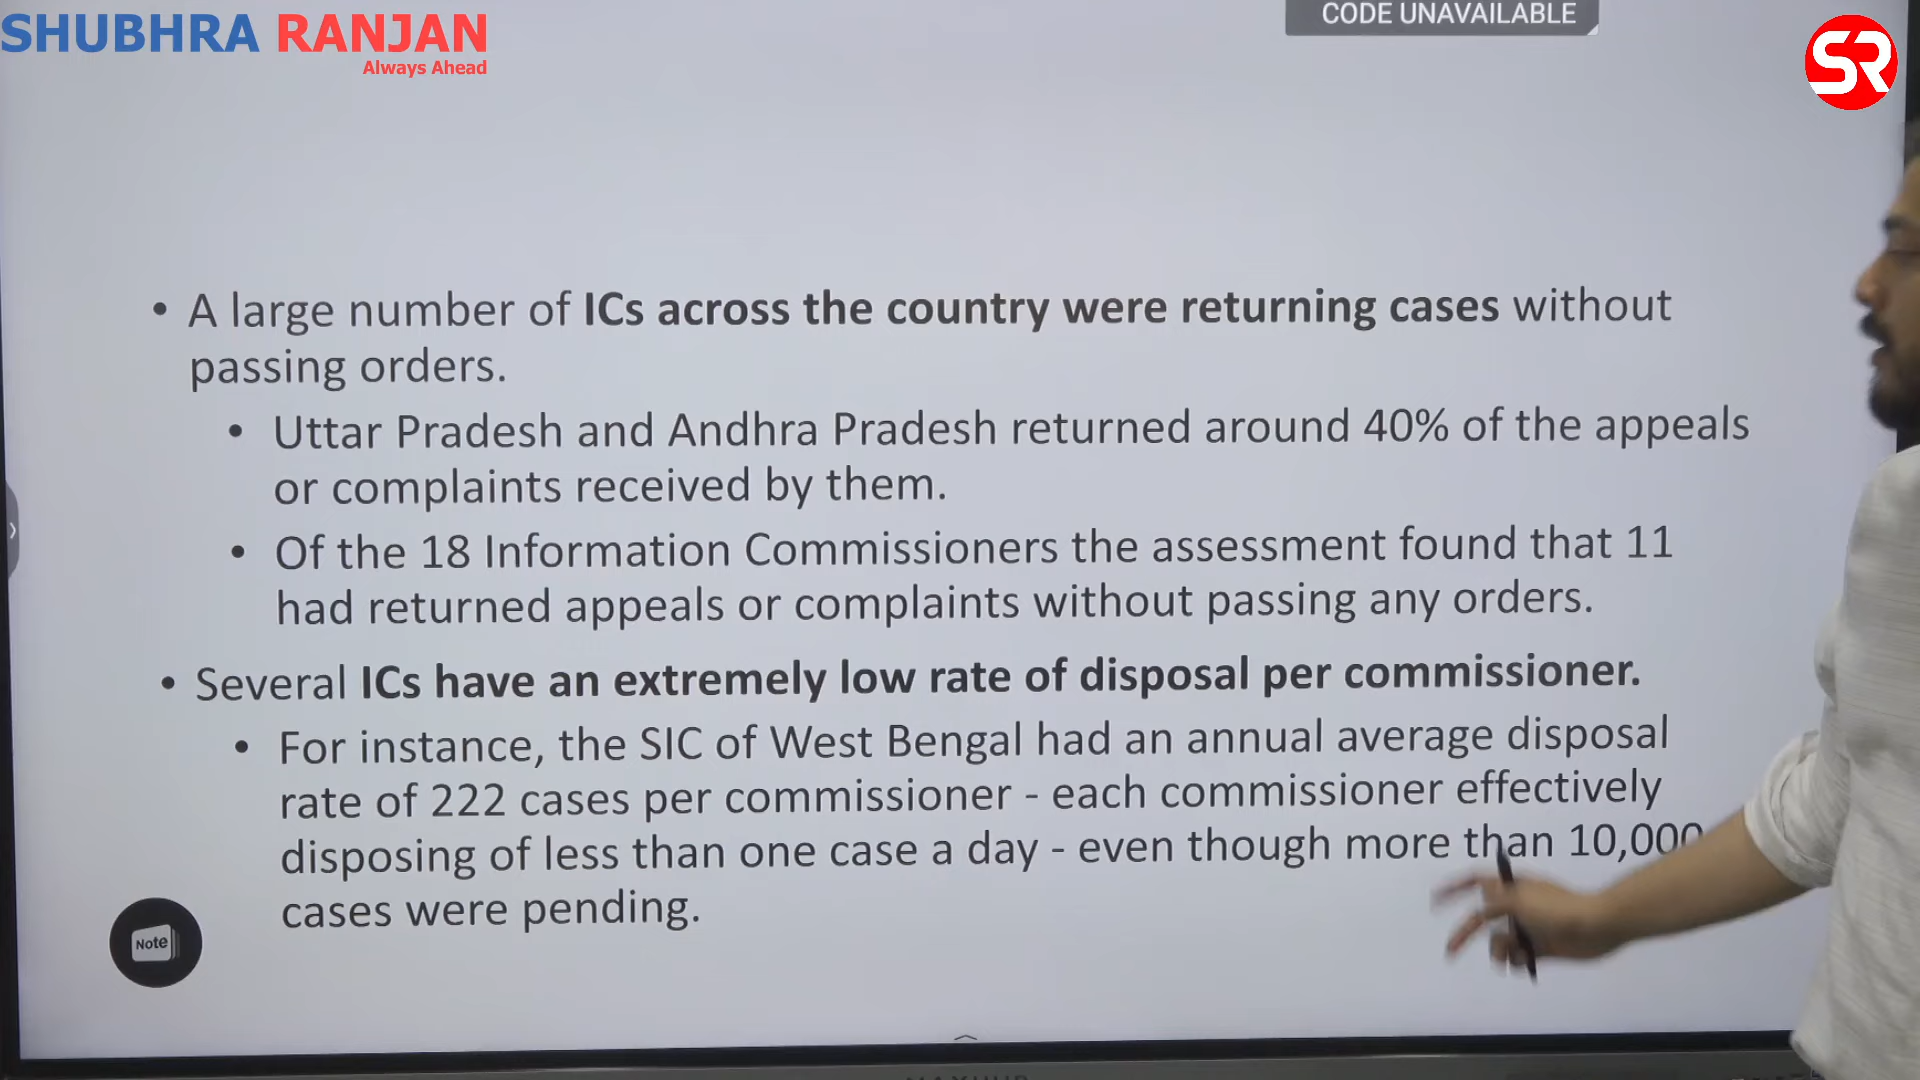 SHUBHRA RANJAN
Always Ahead
CODE UNAVAILABLE
SR
• A large number of ICs across the country were returning cases without
passing orders.
• Uttar Pradesh and Andhra Pradesh returned around 40% of the appeals
or complaints received by them.
• Of the 18 Information Commissioners the assessment found that 11
had returned appeals or complaints without passing any orders.
• Several ICs have an extremely low rate of disposal per commissioner.
• For instance, the SIC of West Bengal had an annual average disposal
rate of 222 cases per commissioner - each commissioner effectively
disposing of less than one case a day - even though more than 10,000
cases were pending.
Note